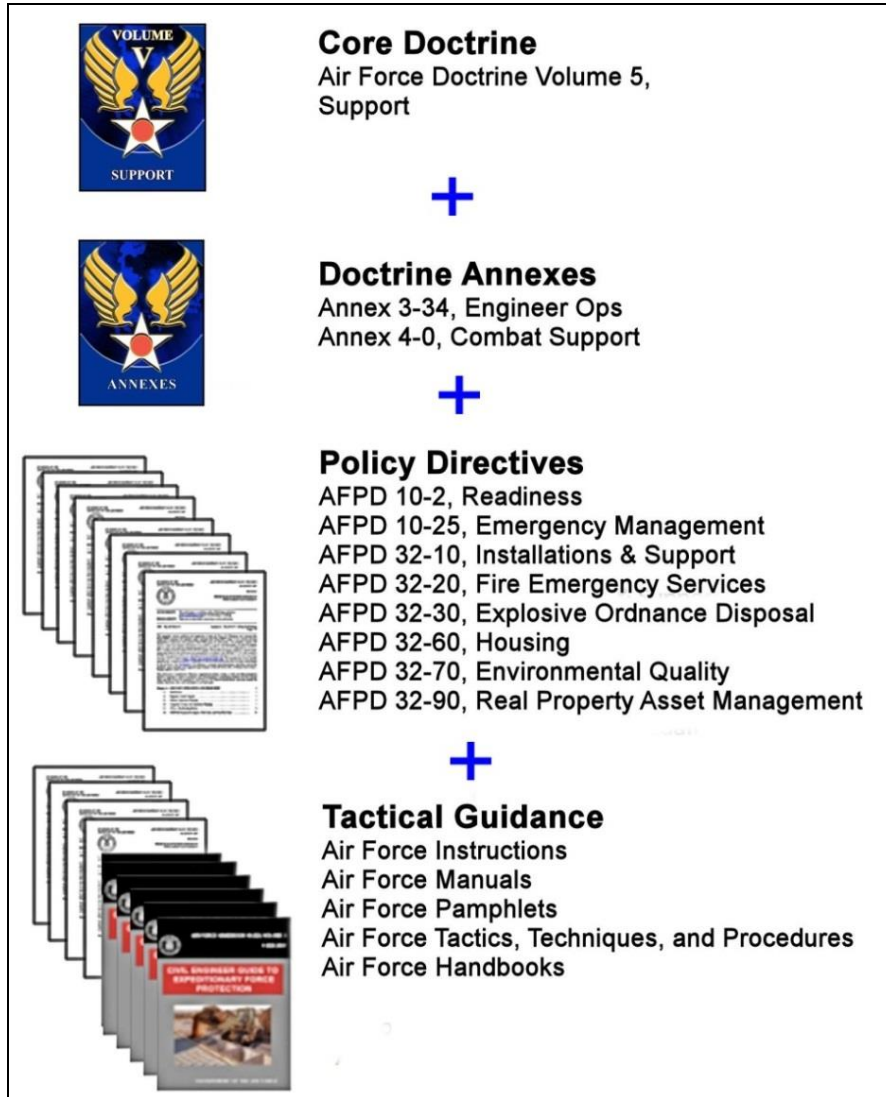 VOLUME
V
SUPPORT
Core Doctrine
Air Force Doctrine Volume 5,
Support
+
ANNEXES
Doctrine Annexes
Annex 3-34, Engineer Ops
Annex 4-0, Combat Support
+
Policy Directives
AFPD 10-2, Readiness
AFPD 10-25, Emergency Management
AFPD 32-10, Installations & Support
AFPD 32-20, Fire Emergency Services
AFPD 32-30, Explosive Ordnance Disposal
AFPD 32-60, Housing
AFPD 32-70, Environmental Quality
AFPD 32-90, Real Property Asset Management
+
Tactical Guidance
Air Force Instructions
Air Force Manuals
Air Force Pamphlets
Air Force Tactics, Techniques, and Procedures
Air Force Handbooks
CIVIL ENGINEER GUIDE TO
EXPEDITIONARY FORCE
PROTECTION